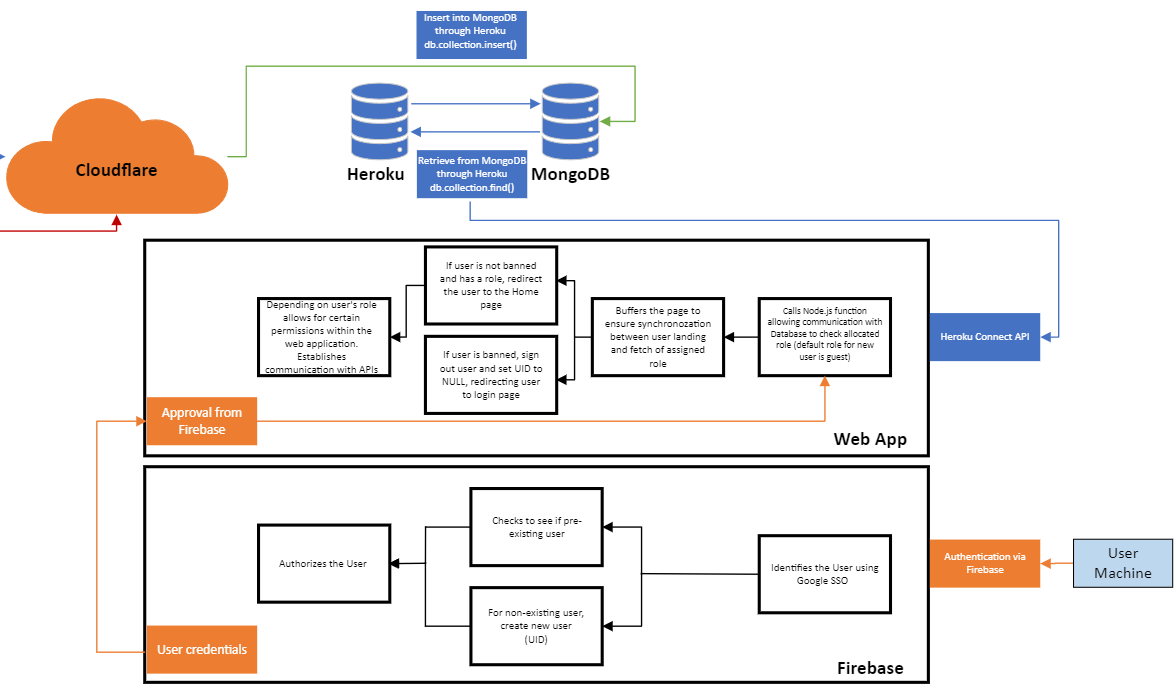 Insert into MongoDB
through Heroku
db.collection.insert()
Cloudflare
Heroku
Retrieve from MongoDB
through Heroku
db.collection.find()
MongoDB
If user is not banned
and has a role, redirect
the user to the Home
page
Depending on user's role
allows for certain
permissions within the
web application.
Establishes
communication with APIs
If user is banned, sign
out user and set UID to
NULL, redirecting user
to login page
Buffers the page to
ensure synchronozation
between user landing
and fetch of assigned
role
Calls Node.js function
allowing communication with
Database to check allocated
role (default role for new
user is guest)
Heroku Connect API
Approval from
Firebase
Web App
Checks to see if pre-
existing user
Authorizes the User
For non-existing user,
create new user
(UID)
Identifies the User using
Google SSO
Authentication via
Firebase
User
Machine
User credentials
Firebase